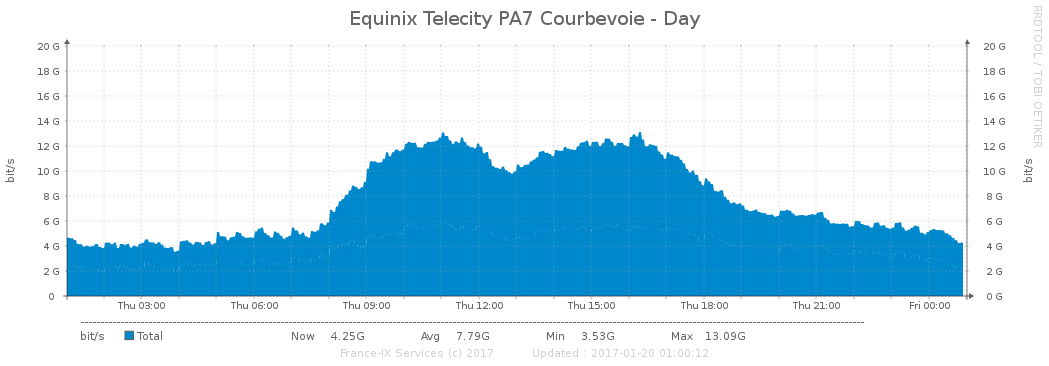 Equinix Telecity PA7 Courbevoie - Day
RRDTOOL / TOBI OETIKER
20 G 20 G
18 G 18 G
16 G 16 G
14 G 14 G
12 G 12 G
10 G 10 G
8 G 8 G
6 G 6 G
4 G 4 G
2 G 2 G
0 0 G
bit/s bit/s
Thu 03:00 Thu 06:00 Thu 09:00 Thu 12:00 Thu 15:00 Thu 18:00 Thu 21:00 Fri 00:00
bit/s Total Now 4.25G Avg 7.79G Min 3.53G Max 13.09G
France-IX Services (c) 2017 Updated : 2017-01-20 01:00:12